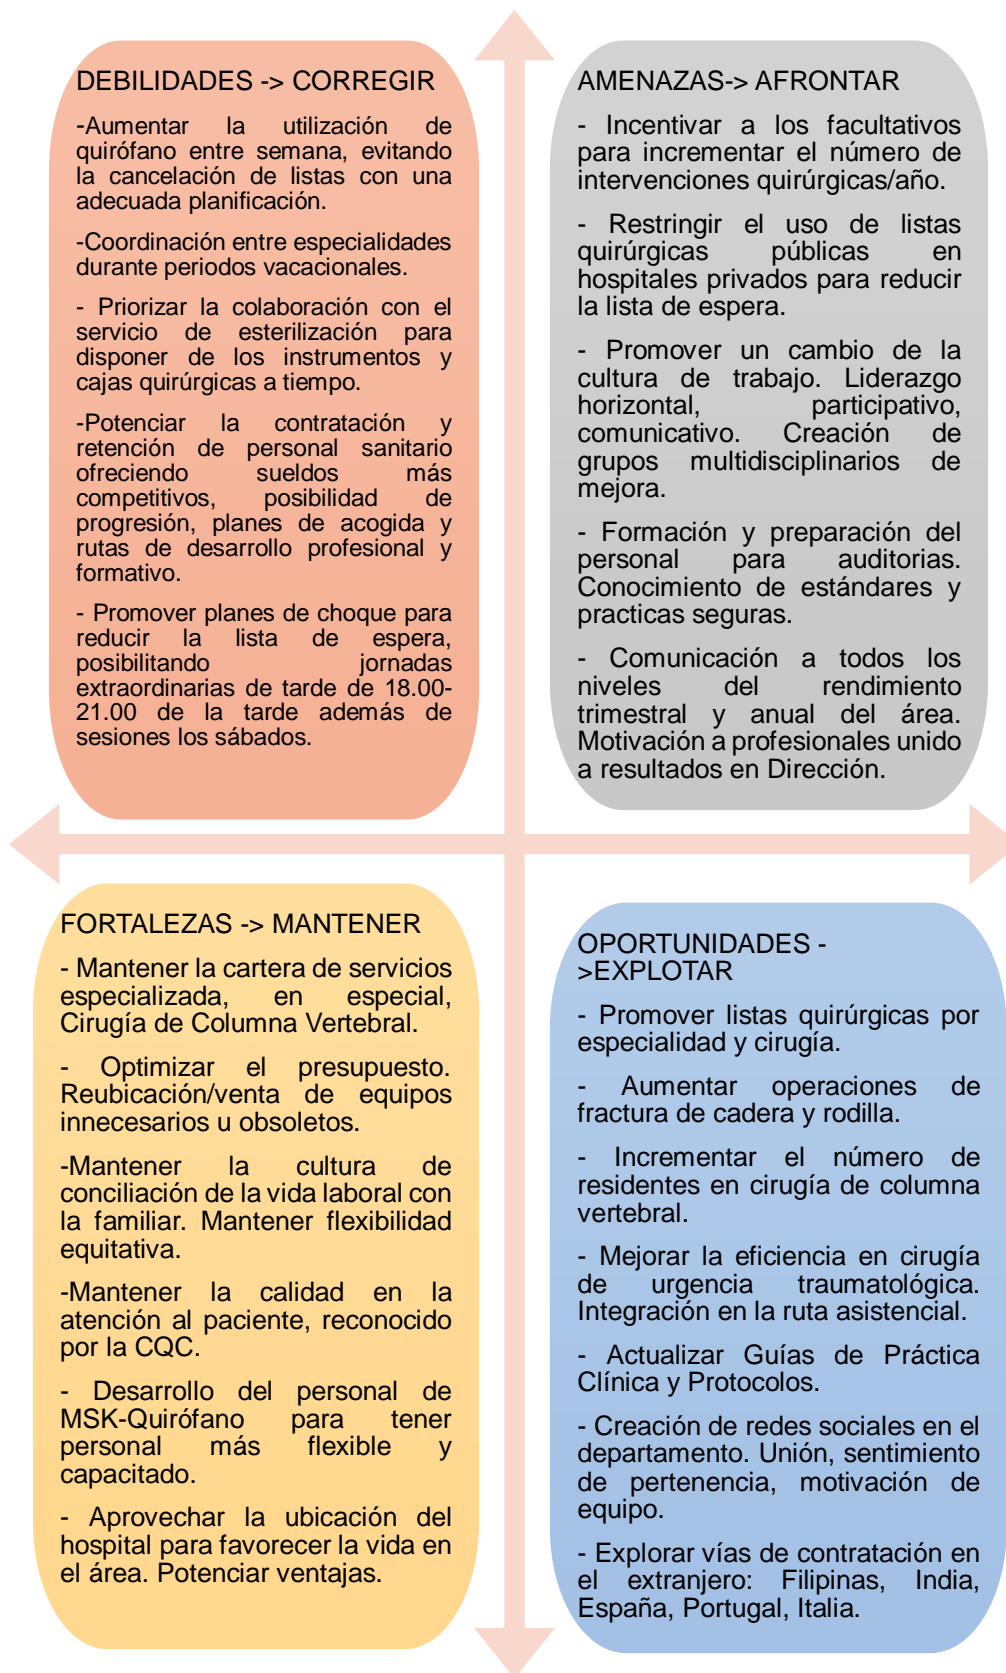 DEBILIDADES -> CORREGIR
-Aumentar la utilización de
quirófano entre semana, evitando
la cancelación de listas con una
adecuada planificación.
-Coordinación entre especialidades
durante periodos vacacionales.
- Priorizar la colaboración con el
servicio de esterilización para
disponer de los instrumentos y
cajas quirúrgicas a tiempo.
-Potenciar la contratación y
retención de personal sanitario
ofreciendo sueldos más
competitivos, posibilidad de
progresión, planes de acogida y
rutas de desarrollo profesional y
formativo.
- Promover planes de choque para
reducir la lista de espera,
posibilitando jornadas
extraordinarias de tarde de 18.00-
21.00 de la tarde además de
sesiones los sábados.
AMENAZAS-> AFRONTAR
- Incentivar a los facultativos
para incrementar el número de
intervenciones quirúrgicas/año.
- Restringir el uso de listas
quirúrgicas públicas en
hospitales privados para reducir
la lista de espera.
- Promover un cambio de la
cultura de trabajo. Liderazgo
horizontal, participativo,
comunicativo. Creación de
grupos multidisciplinarios de
mejora.
- Formación y preparación del
personal para auditorias.
Conocimiento de estándares y
practicas seguras.
- Comunicación a todos los
niveles del rendimiento
trimestral y anual del área.
Motivación a profesionales unido
a resultados en Dirección.
FORTALEZAS -> MANTENER
- Mantener la cartera de servicios
especializada, en especial,
Cirugía de Columna Vertebral.
- Optimizar el presupuesto.
Reubicación/venta de equipos
innecesarios u obsoletos.
-Mantener la cultura de
conciliación de la vida laboral con
la familiar. Mantener flexibilidad
equitativa.
-Mantener la calidad en la
atención al paciente, reconocido
por la CQC.
- Desarrollo del personal de
MSK-Quirófano para tener
personal más flexible y
capacitado.
- Aprovechar la ubicación del
hospital para favorecer la vida en
el área. Potenciar ventajas.
OPORTUNIDADES -
>EXPLOTAR
- Promover listas quirúrgicas por
especialidad y cirugía.
- Aumentar operaciones de
fractura de cadera y rodilla.
- Incrementar el número de
residentes en cirugía de columna
vertebral.
- Mejorar la eficiencia en cirugía
de urgencia traumatológica.
Integración en la ruta asistencial.
- Actualizar Guías de Práctica
Clínica y Protocolos.
- Creación de redes sociales en el
departamento. Unión, sentimiento
de pertenencia, motivación de
equipo.
- Explorar vías de contratación en
el extranjero: Filipinas, India,
España, Portugal, Italia.